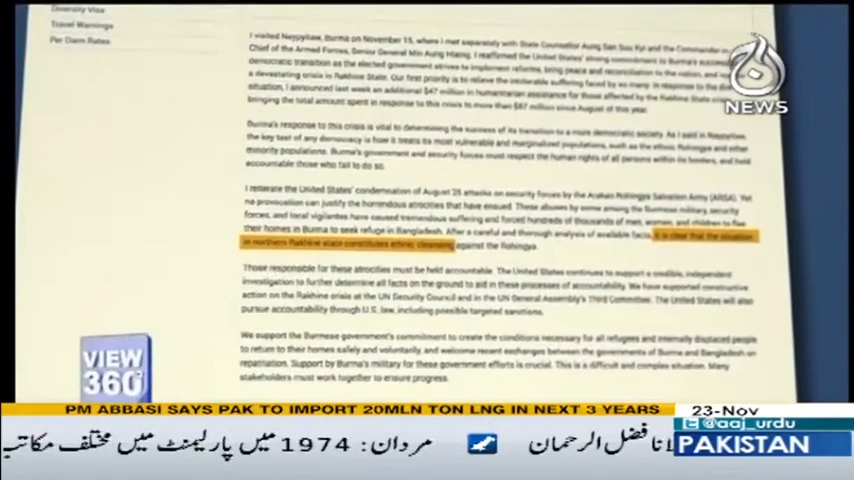 Diversity Visa
Travel Warnings
Per Diem Rates
I visited Naypyitaw, Burma on November 15, where I met separately with State Counsellor Aung San Suu Kyi and the Commander in
Chief of the Armed Forces, Senior General Min Aung Hlaing. I reaffirmed the United States' strong commitment to Burma's
democratic transition as the elected government strives to implement reforms, bring peace and reconciliation to the nation, and
a devastating crisis in Rakhine State. Our first priority is to relieve the intolerable suffering faced by so many. In response to the
situation, I announced last week an additional $47 million in humanitarian assistance for those affected by the Rakhine State
bringing the total amount spent in response to this crisis to more than $87 million since August of this year.
Burma's response to this crisis is vital to determining the success of its transition to a more democratic society. As I said in Naypyitaw,
the key test of any democracy is how it treats its most vulnerable and marginalized populations, such as the ethnic Rohingya and other
minority populations. Burma's government and security forces must respect the human rights of all persons within its borders, and hold
accountable those who fail to do so.
I reiterate the United States' condemnation of August 25 attacks on security forces by the Arakan Rohingya Salvation Army (ARSA). Yet
no provocation can justify the horrendous atrocities that have ensued. These abuses by some among the Burmese military, security
forces, and local vigilantes have caused tremendous suffering and forced hundreds of thousands of men, women, and children to flee
their homes in Burma to seek refuge in Bangladesh. After a careful and thorough analysis of available facts, it is clear that the situation
in northern Rakhine state constitutes ethnic cleansing against the Rohingya.
Those responsible for these atrocities must be held accountable. The United States continues to support a credible, independent
investigation to further determine all facts on the ground to aid in these processes of accountability. We have supported constructive
action on the Rakhine crisis at the UN Security Council and in the UN General Assembly's Third Committee. The United States will also
pursue accountability through U.S. law, including possible targeted sanctions.
We support the Burmese government's commitment to create the conditions necessary for all refugees and internally displaced people
to return to their homes safely and voluntarily, and welcome recent exchanges between the governments of Burma and Bangladesh on
repatriation. Support by Burma's military for these government efforts is crucial. This is a difficult and complex situation. Many
stakeholders must work together to ensure progress.
آج
NEWS
VIEW
360°
PM ABBASI SAYS PAK TO IMPORT 20MLN TON LNG IN NEXT 3 YEARS
23-Nov
@aaj_urdu
PAKISTAN
لانا فضل الرحمان
مردان: 1974 میں پارلیمنٹ میں مختلف مکاتب